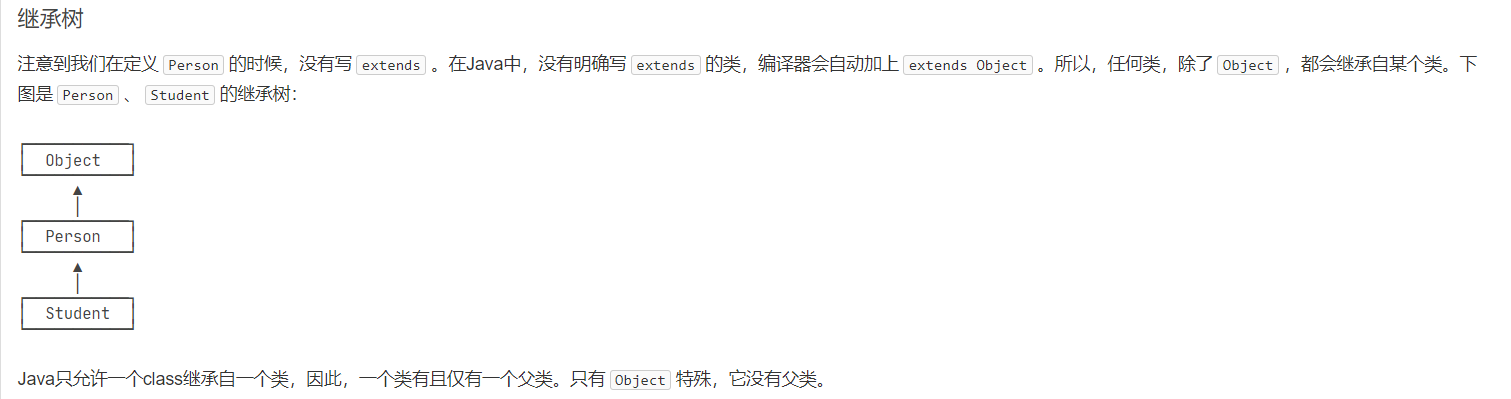 继承树
注意到我们在定义 Person 的时候，没有写 extends 。在Java中，没有明确写 extends 的类，编译器会自动加上 extends Object 。所以，任何类，除了 Object ，都会继承自某个类。下
图是 Person 、 Student 的继承树：
Object
Person
Student
Java只允许一个class继承自一个类，因此，一个类有且仅有一个父类。只有 Object 特殊，它没有父类。